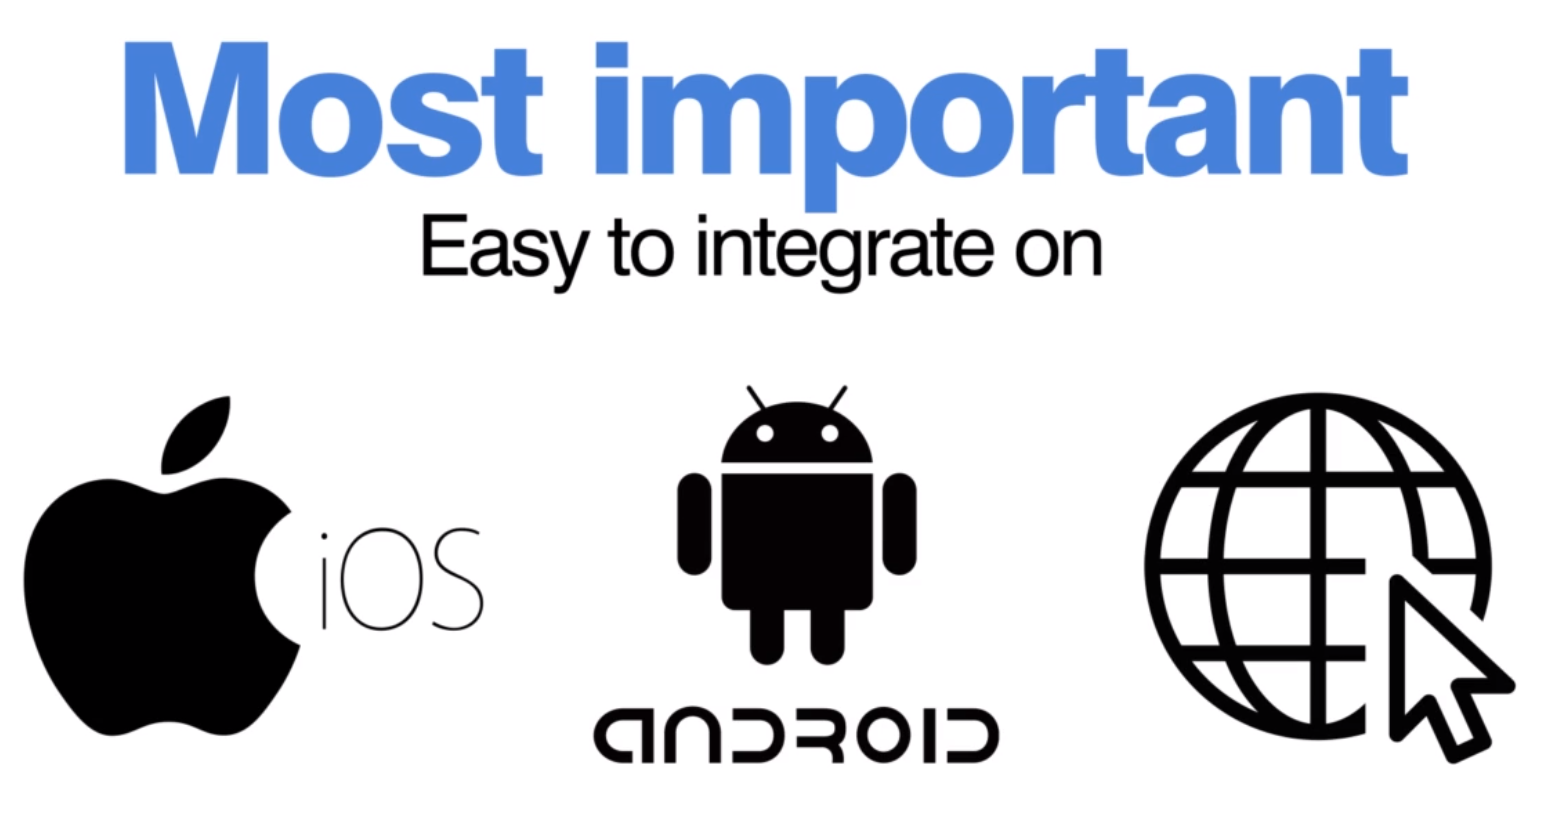 Most important
Easy to integrate on
iOS
ANDROID